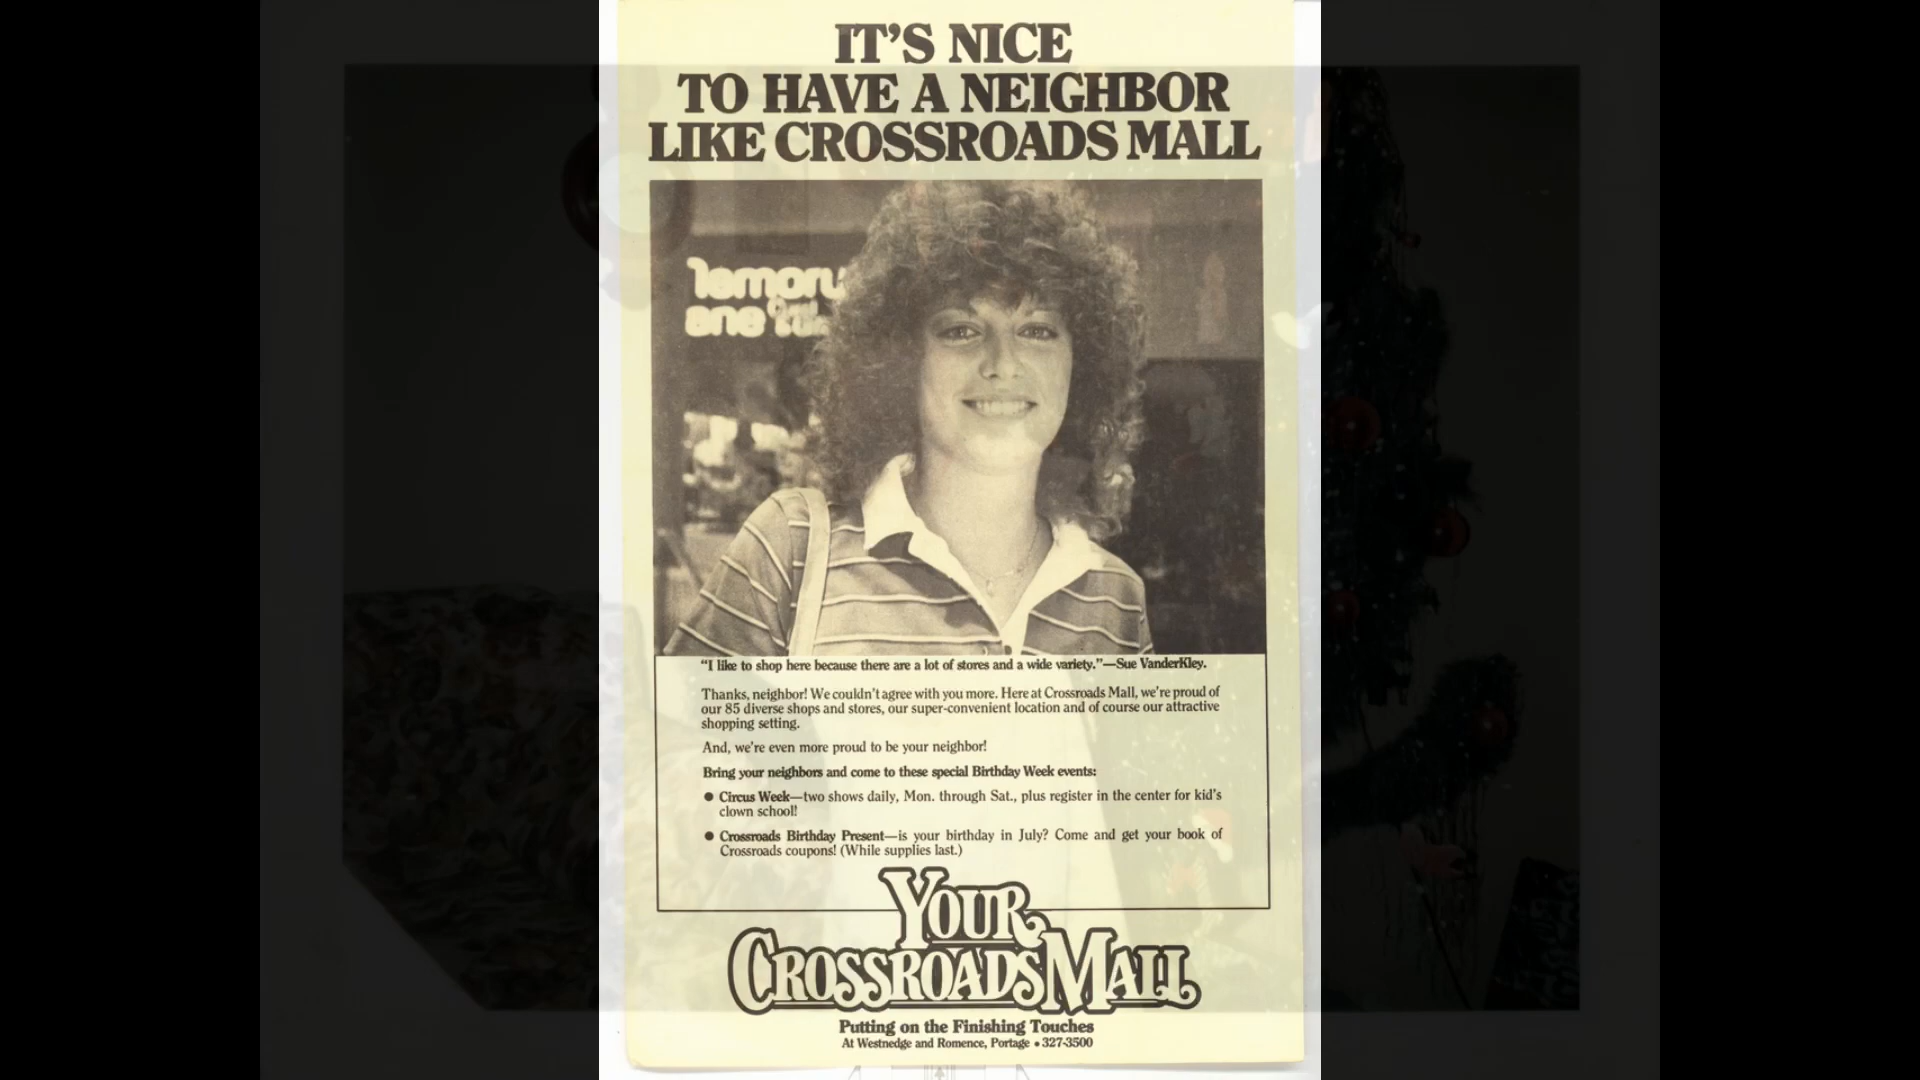 IT'S NICE
TO HAVE A NEIGHBOR
LIKE CROSSROADS MALL
"I like to shop here because there are a lot of stores and a wide variety."—Sue VanderKley.
Thanks, neighbor! We couldn't agree with you more. Here at Crossroads Mall, we're proud of
our 85 diverse shops and stores, our super-convenient location and of course our attractive
shopping setting.
And, we're even more proud to be your neighbor!
Bring your neighbors and come to these special Birthday Week events:
● Circus Week—two shows daily, Mon. through Sat., plus register in the center for kid's
clown school!
● Crossroads Birthday Present—is your birthday in July? Come and get your book of
Crossroads coupons! (While supplies last.)
YOUR
CROSSROADS MALL
Putting on the Finishing Touches
At Westnedge and Romence, Portage • 327-3500